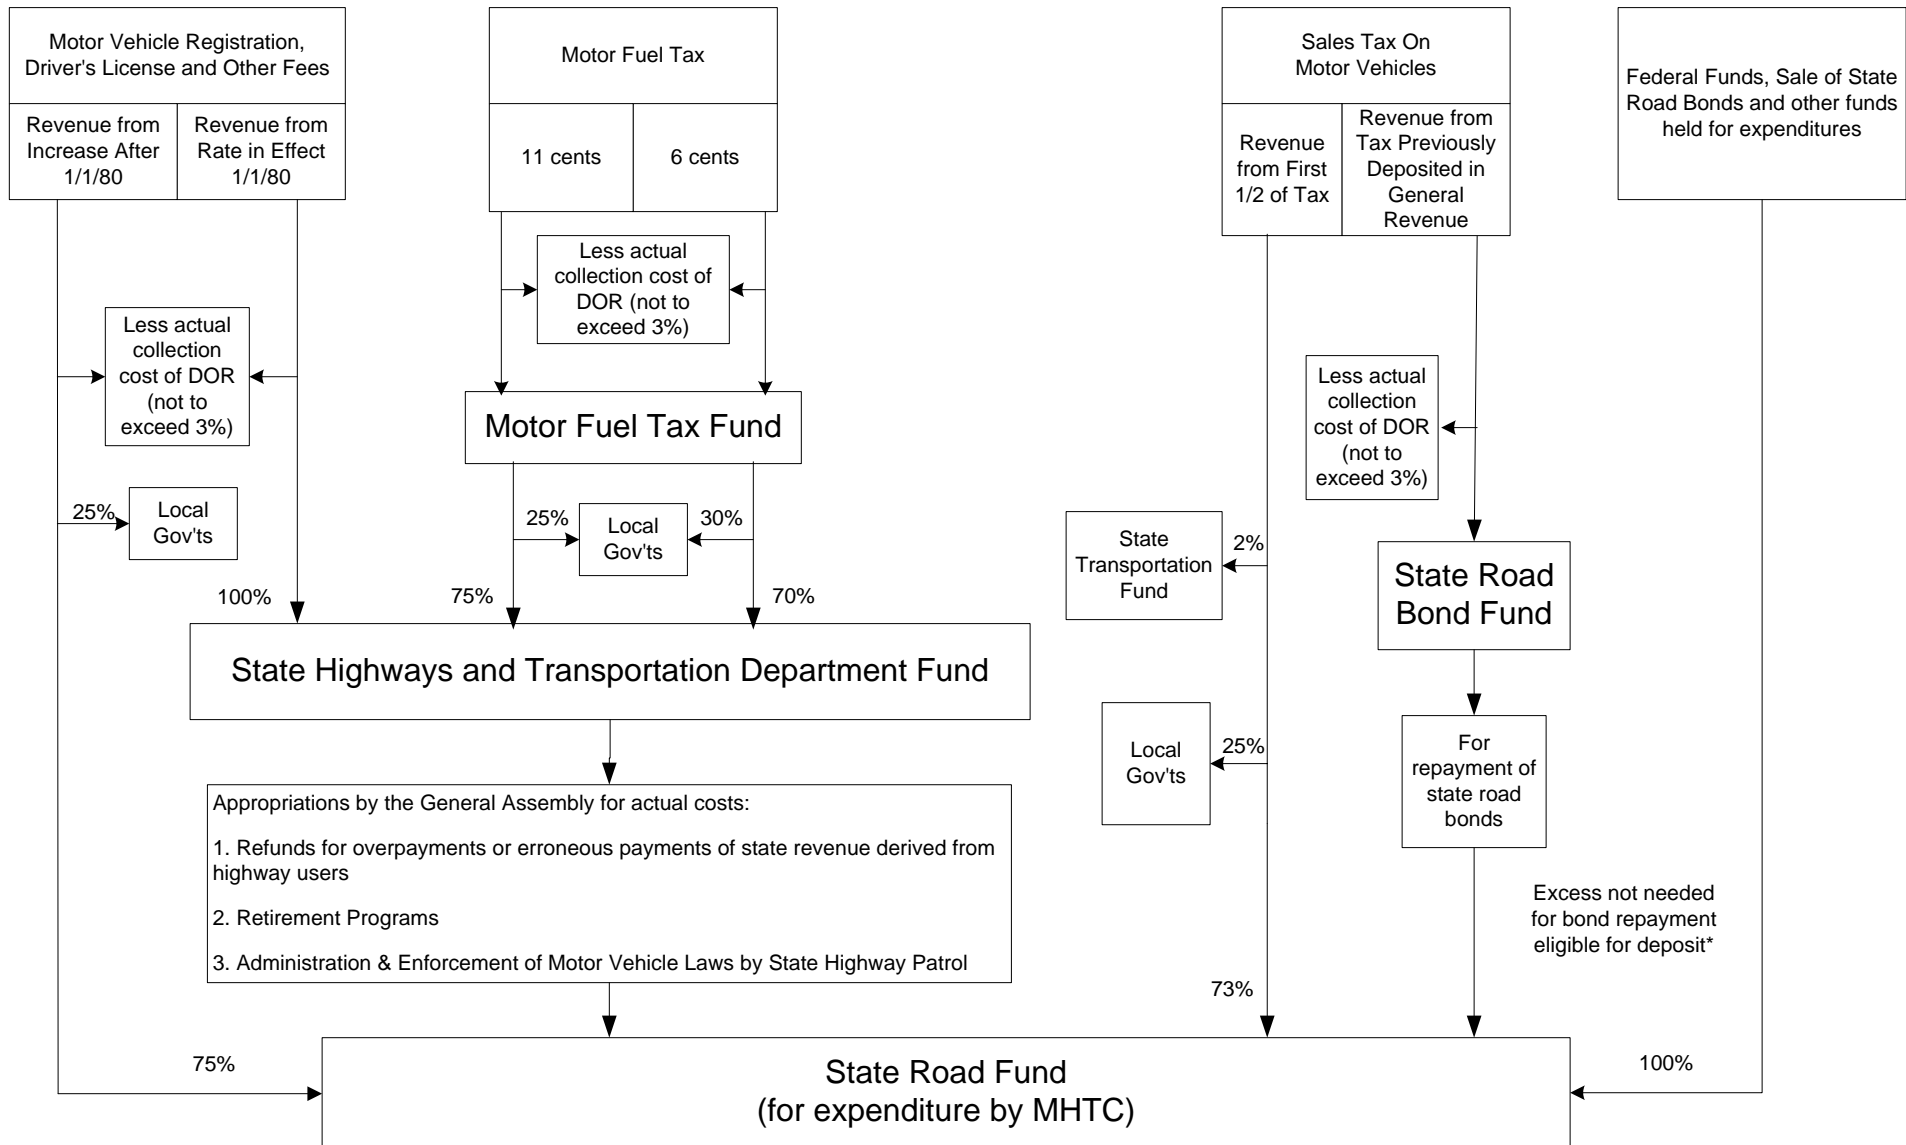 Motor Vehicle Registration,
Driver's License and Other Fees
Revenue from
Increase After
1/1/80
Revenue from
Rate in Effect
1/1/80
Motor Fuel Tax
11 cents
6 cents
Sales Tax On
Motor Vehicles
Revenue
from First
1/2 of Tax
Revenue from
Tax Previously
Deposited in
General
Revenue
Federal Funds, Sale of State
Road Bonds and other funds
held for expenditures
Less actual
collection
cost of DOR
(not to
exceed 3%)
Less actual
collection cost of
DOR (not to
exceed 3%)
Less actual
collection
cost of DOR
(not to
exceed 3%)
Motor Fuel Tax Fund
25%
Local
Gov'ts
25%
Local
Gov'ts
30%
100%
75%
70%
State
Transportation
Fund
2%
State Road
Bond Fund
State Highways and Transportation Department Fund
Local
Gov'ts
25%
For
repayment of
state road
bonds
Appropriations by the General Assembly for actual costs:
1. Refunds for overpayments or erroneous payments of state revenue derived from
highway users
2. Retirement Programs
3. Administration & Enforcement of Motor Vehicle Laws by State Highway Patrol
Excess not needed
for bond repayment
eligible for deposit*
73%
75%
State Road Fund
(for expenditure by MHTC)
100%